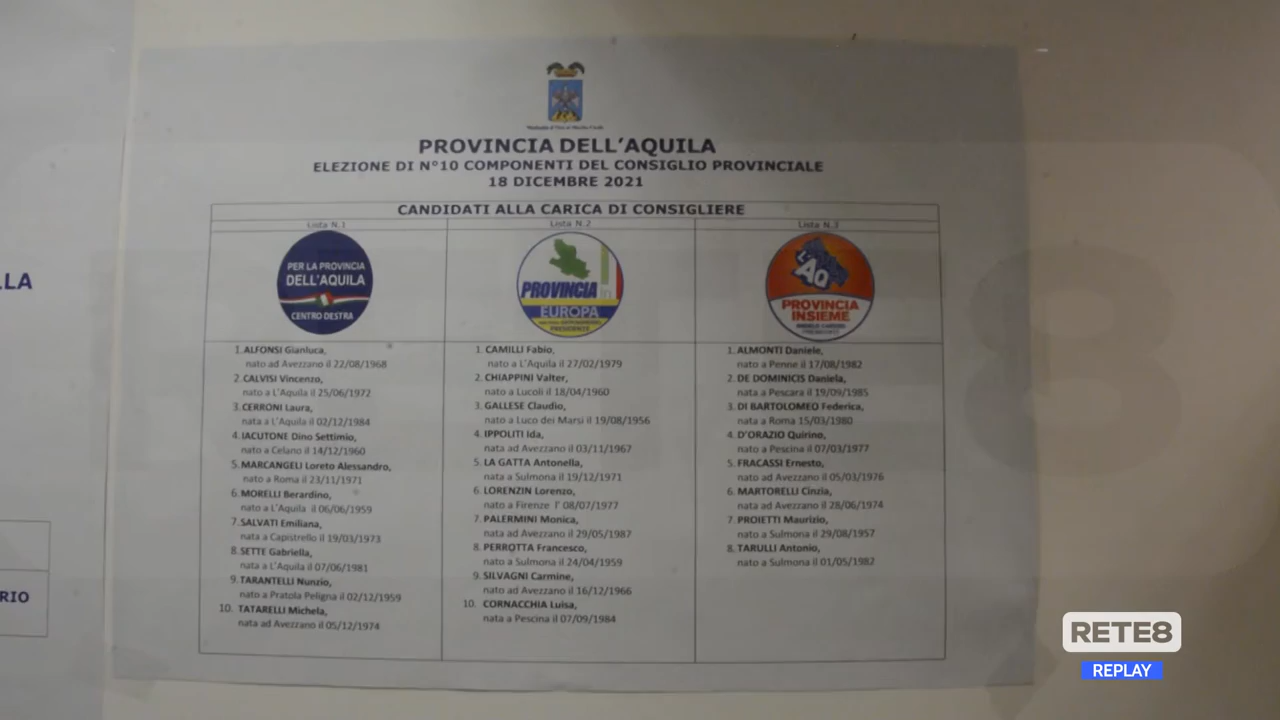 PROVINCIA DELL'AQUILA
ELEZIONE DI N°10 COMPONENTI DEL CONSIGLIO PROVINCIALE
18 DICEMBRE 2021
CANDIDATI ALLA CARICA DI CONSIGLIERE
Lista N.1
PER LA PROVINCIA
DELL'AQUILA
CENTRO DESTRA
1. ALFONSI Gianluca,
nato ad Avezzano il 22/08/1968
2. CALVISI Vincenzo,
nato a L'Aquila il 25/06/1972
3. CERRONI Laura,
nata a L'Aquila il 02/12/1984
4. IACUTONE Dino Settimio,
nato a Celano il 14/12/1960
5. MARCANGELI Loreto Alessandro,
nato a Roma il 23/11/1971
6. MORELLI Berardino,
nato a L'Aquila il 06/06/1959
7. SALVATI Emiliana,
nata a Capistrello il 19/03/1973
8. SETTE Gabriella,
nata a L'Aquila il 07/06/1981
9. TARANTELLI Nunzio,
nato a Pratola Peligna il 02/12/1959
10. TATARELLI Michela,
nata ad Avezzano il 05/12/1974
Lista N.2
PROVINCIA in
EUROPA
PRESIDENTE
1. CAMILLI Fabio,
nato a L'Aquila il 27/02/1979
2. CHIAPPINI Valter,
nato a Lucoli il 18/04/1960
3. GALLESE Claudio,
nato a Luco dei Marsi il 19/08/1956
4. IPPOLITI Ida,
nata ad Avezzano il 03/11/1967
5. LA GATTA Antonella,
nata a Sulmona il 19/12/1971
6. LORENZIN Lorenzo,
nato a Firenze l' 08/07/1977
7. PALERMINI Monica,
nata ad Avezzano il 29/05/1987
8. PERROTTA Francesco,
nato a Sulmona il 24/04/1959
9. SILVAGNI Carmine,
nato ad Avezzano il 16/12/1966
10. CORNACCHIA Luisa,
nata a Pescina il 07/09/1984
Lista N.3
L'AQ
PROVINCIA
INSIEME
ANGELO CARUSO
PRESIDENTE
1. ALMONTI Daniele,
nato a Penne il 17/08/1982
2. DE DOMINICIS Daniela,
nata a Pescara il 19/09/1985
3. DI BARTOLOMEO Federica,
nata a Roma 15/03/1980
4. D'ORAZIO Quirino,
nato a Pescina il 07/03/1977
5. FRACASSI Ernesto,
nato ad Avezzano il 05/03/1976
6. MARTORELLI Cinzia,
nata ad Avezzano il 28/06/1974
7. PROIETTI Maurizio,
nato a Sulmona il 29/08/1957
8. TARULLI Antonio,
nato a Sulmona il 01/05/1982
LLA
RIO
RETE8
REPLAY